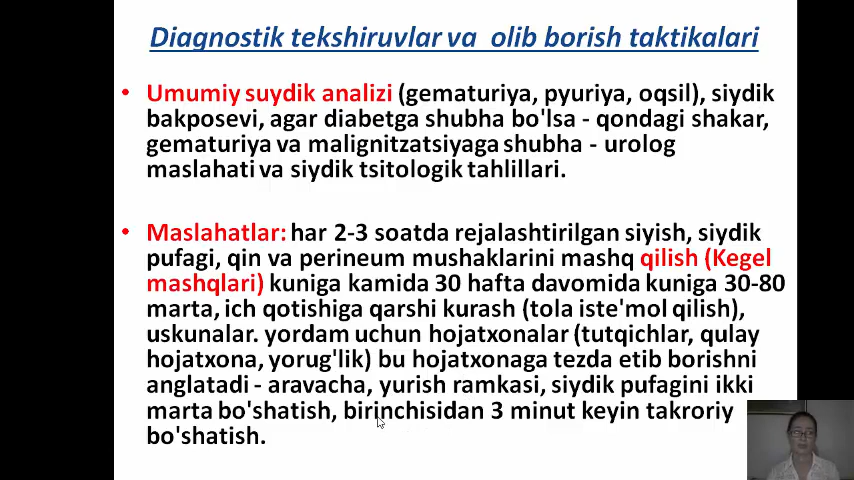 Diagnostik tekshiruvlar va olib borish taktikalari
• Umumiy suydik analizi (gematuriya, pyuriya, oqsil), siydik
bakposevi, agar diabetga shubha bo'lsa - qondagi shakar,
gematuriya va malignitzatsiyaga shubha - urolog
maslahati va siydik tsitologik tahlillari.
• Maslahatlar: har 2-3 soatda rejalashtirilgan siyish, siydik
pufagi, qin va perineum mushaklarini mashq qilish (Kegel
mashqlari) kuniga kamida 30 hafta davomida kuniga 30-80
marta, ich qotishiga qarshi kurash (tola iste'mol qilish),
uskunalar. yordam uchun hojatxonalar (tutqichlar, qulay
hojatxona, yorug'lik) bu hojatxonaga tezda etib borishni
anglatadi - aravacha, yurish ramkasi, siydik pufagini ikki
marta bo'shatish, birinchisidan 3 minut keyin takroriy
bo'shatish.